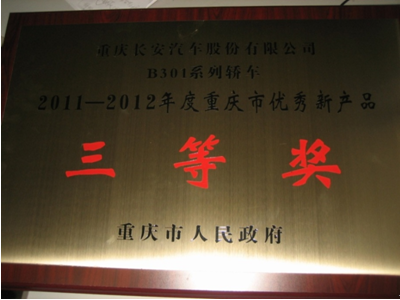 重庆长安汽车股份有限公司
B301系列轿车
2011—2012年度重庆市优秀新产品
三等奖
重庆市人民政府